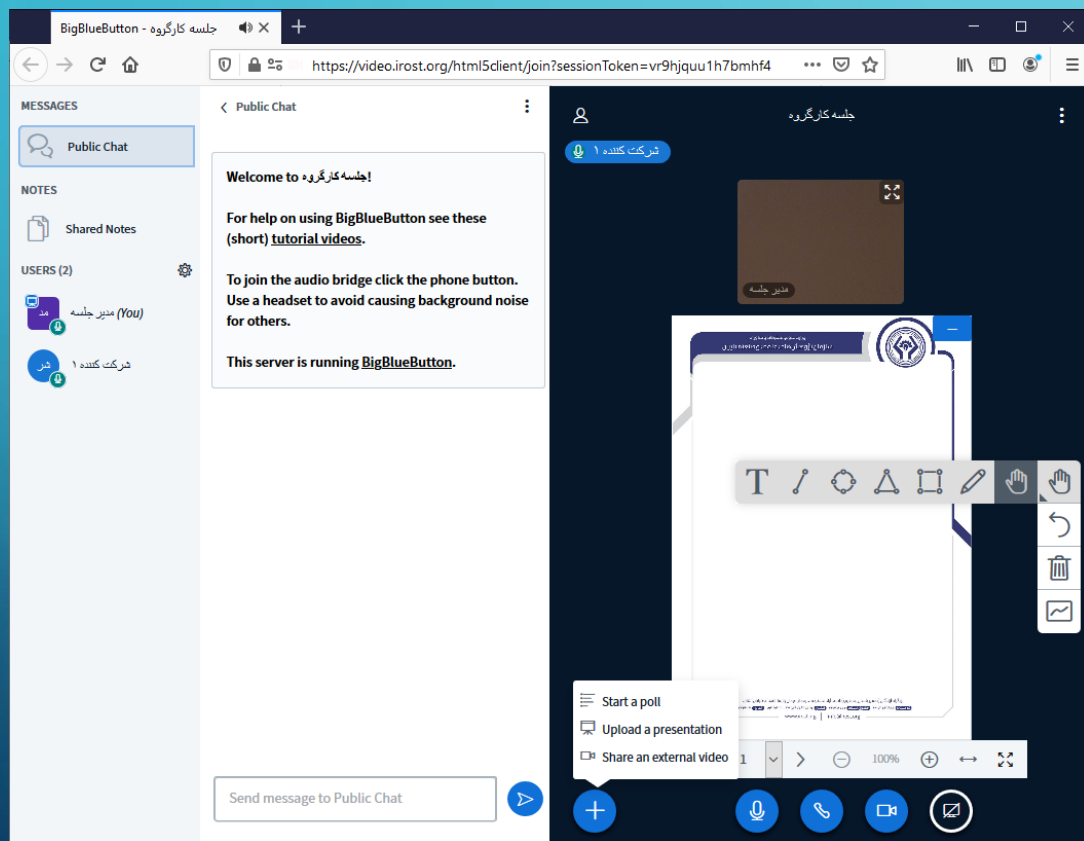 جلسه کارگروه - BigBlueButton
https://video.irost.org/html5client/join?sessionToken=vr9hjquu1h7bmhf4
MESSAGES
Public Chat
NOTES
Shared Notes
USERS (2)
مد
مدیر جلسه (You)
شر
شرکت کننده ۱
Public Chat
Welcome to جلسه کارگروه!
For help on using BigBlueButton see these
(short) tutorial videos.
To join the audio bridge click the phone button.
Use a headset to avoid causing background noise
for others.
This server is running BigBlueButton.
Send message to Public Chat
جلسه کارگروه
شرکت کننده ۱
مدیر جلسه
T
Start a poll
Upload a presentation
Share an external video
1
100%